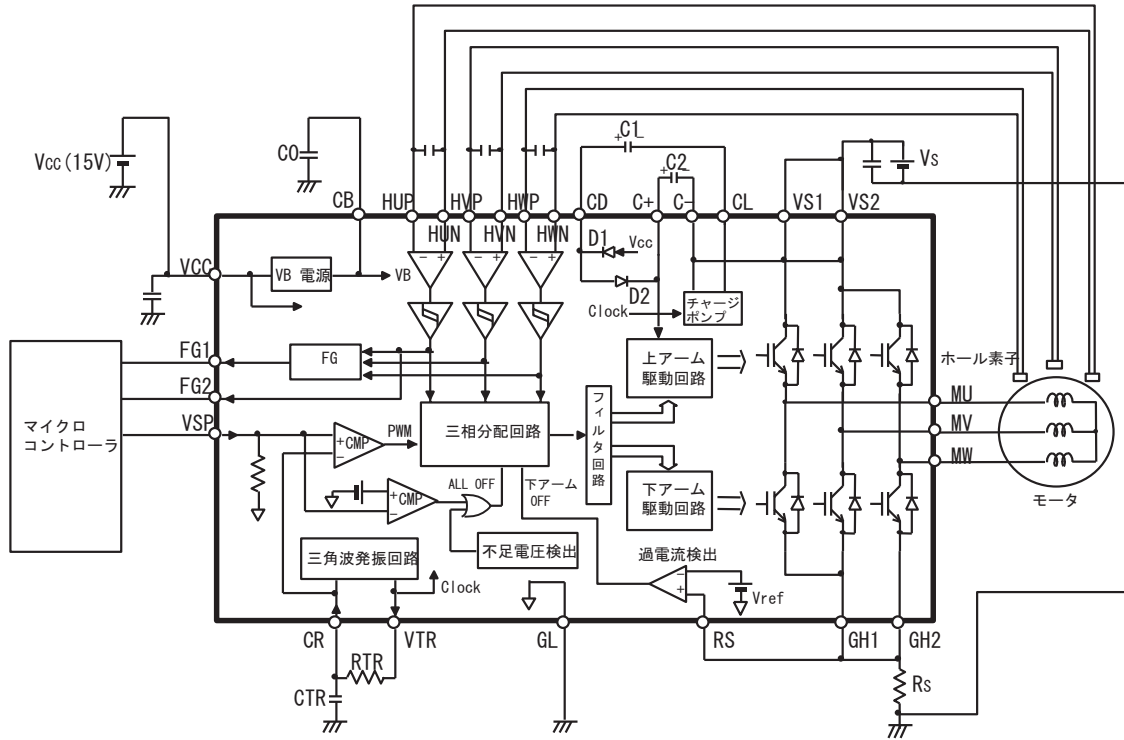 Vcc(15V)
C0
C1
+ -
C2
+ -
Vs
CB
HUP
HVP
HWP
CD
C+
C-
CL
VS1
VS2
HUN
HVN
HWN
VCC
VB 電源
VB
- +
- +
- +
D1
Vcc
D2
Clock
チャージ
ポンプ
FG1
FG
FG2
上アーム
駆動回路
ホール素子
マイクロ
コントローラ
VSP
+
-
CMP
PWM
三相分配回路
フィルタ回路
MU
MV
MW
モータ
+
-
CMP
ALL OFF
下アーム
OFF
下アーム
駆動回路
不足電圧検出
三角波発振回路
Clock
過電流検出
-
+
Vref
CR
VTR
GL
RS
GH1
GH2
RTR
CTR
Rs